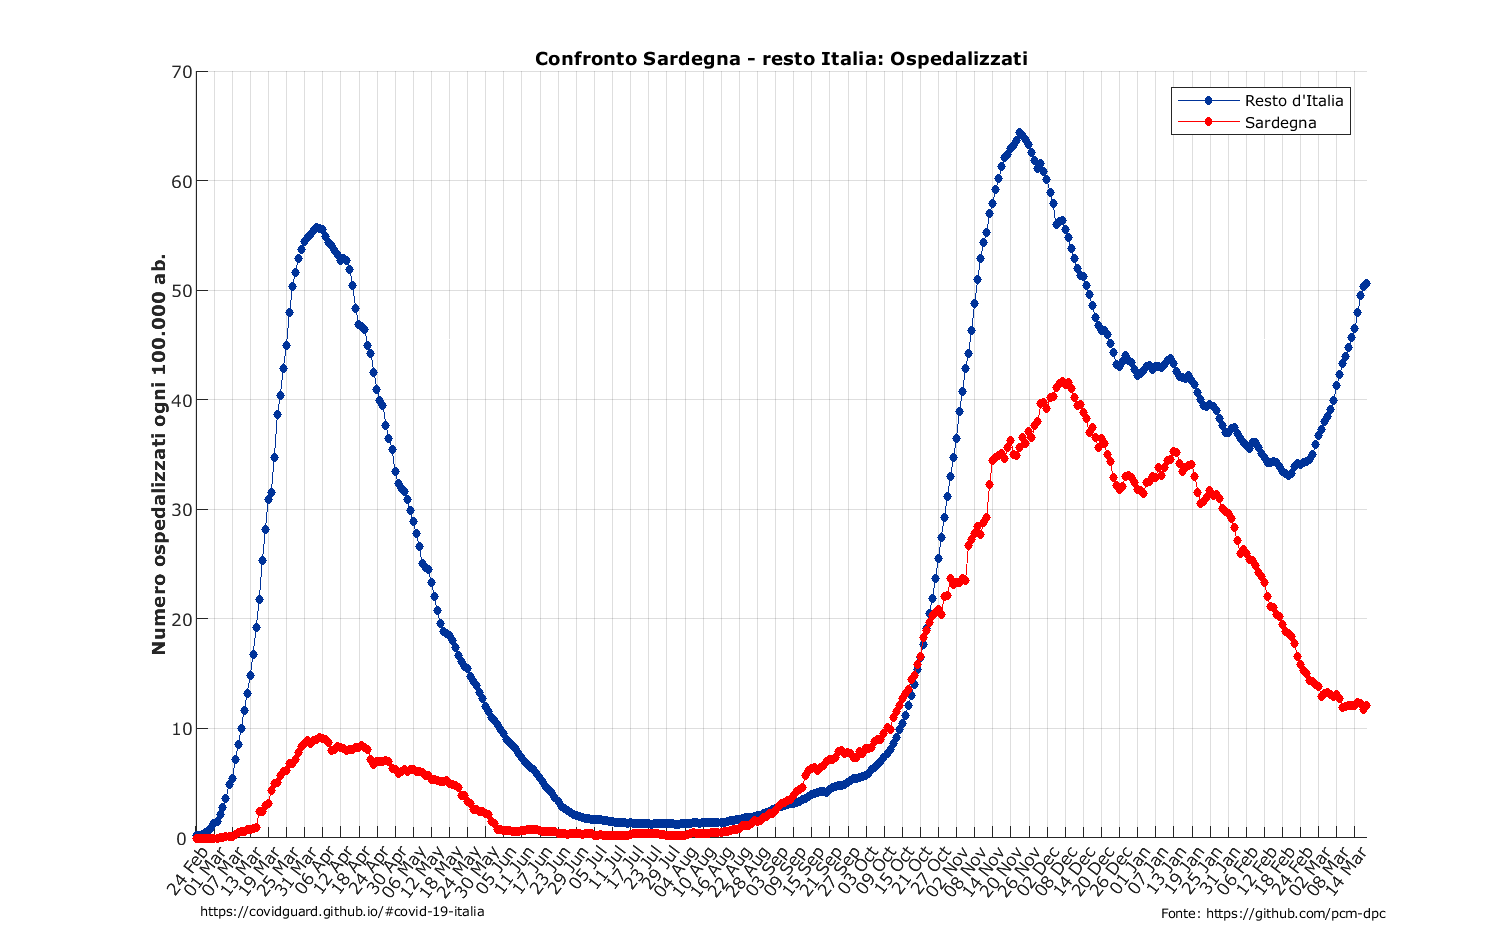 Confronto Sardegna - resto Italia: Ospedalizzati
70
60
50
40
30
20
10
0
Numero ospedalizzati ogni 100.000 ab.
Resto d'Italia
Sardegna
24 Feb
01 Mar
07 Mar
13 Mar
19 Mar
25 Mar
31 Mar
06 Apr
12 Apr
18 Apr
24 Apr
30 Apr
06 May
12 May
18 May
24 May
30 May
05 Jun
11 Jun
17 Jun
23 Jun
29 Jun
05 Jul
11 Jul
17 Jul
23 Jul
29 Jul
04 Aug
10 Aug
16 Aug
22 Aug
28 Aug
03 Sep
09 Sep
15 Sep
21 Sep
27 Sep
03 Oct
09 Oct
15 Oct
21 Oct
27 Oct
02 Nov
08 Nov
14 Nov
20 Nov
26 Nov
02 Dec
08 Dec
14 Dec
20 Dec
26 Dec
01 Jan
07 Jan
13 Jan
19 Jan
25 Jan
31 Jan
06 Feb
12 Feb
18 Feb
24 Feb
02 Mar
08 Mar
14 Mar
https://covidguard.github.io/#covid-19-italia
Fonte: https://github.com/pcm-dpc